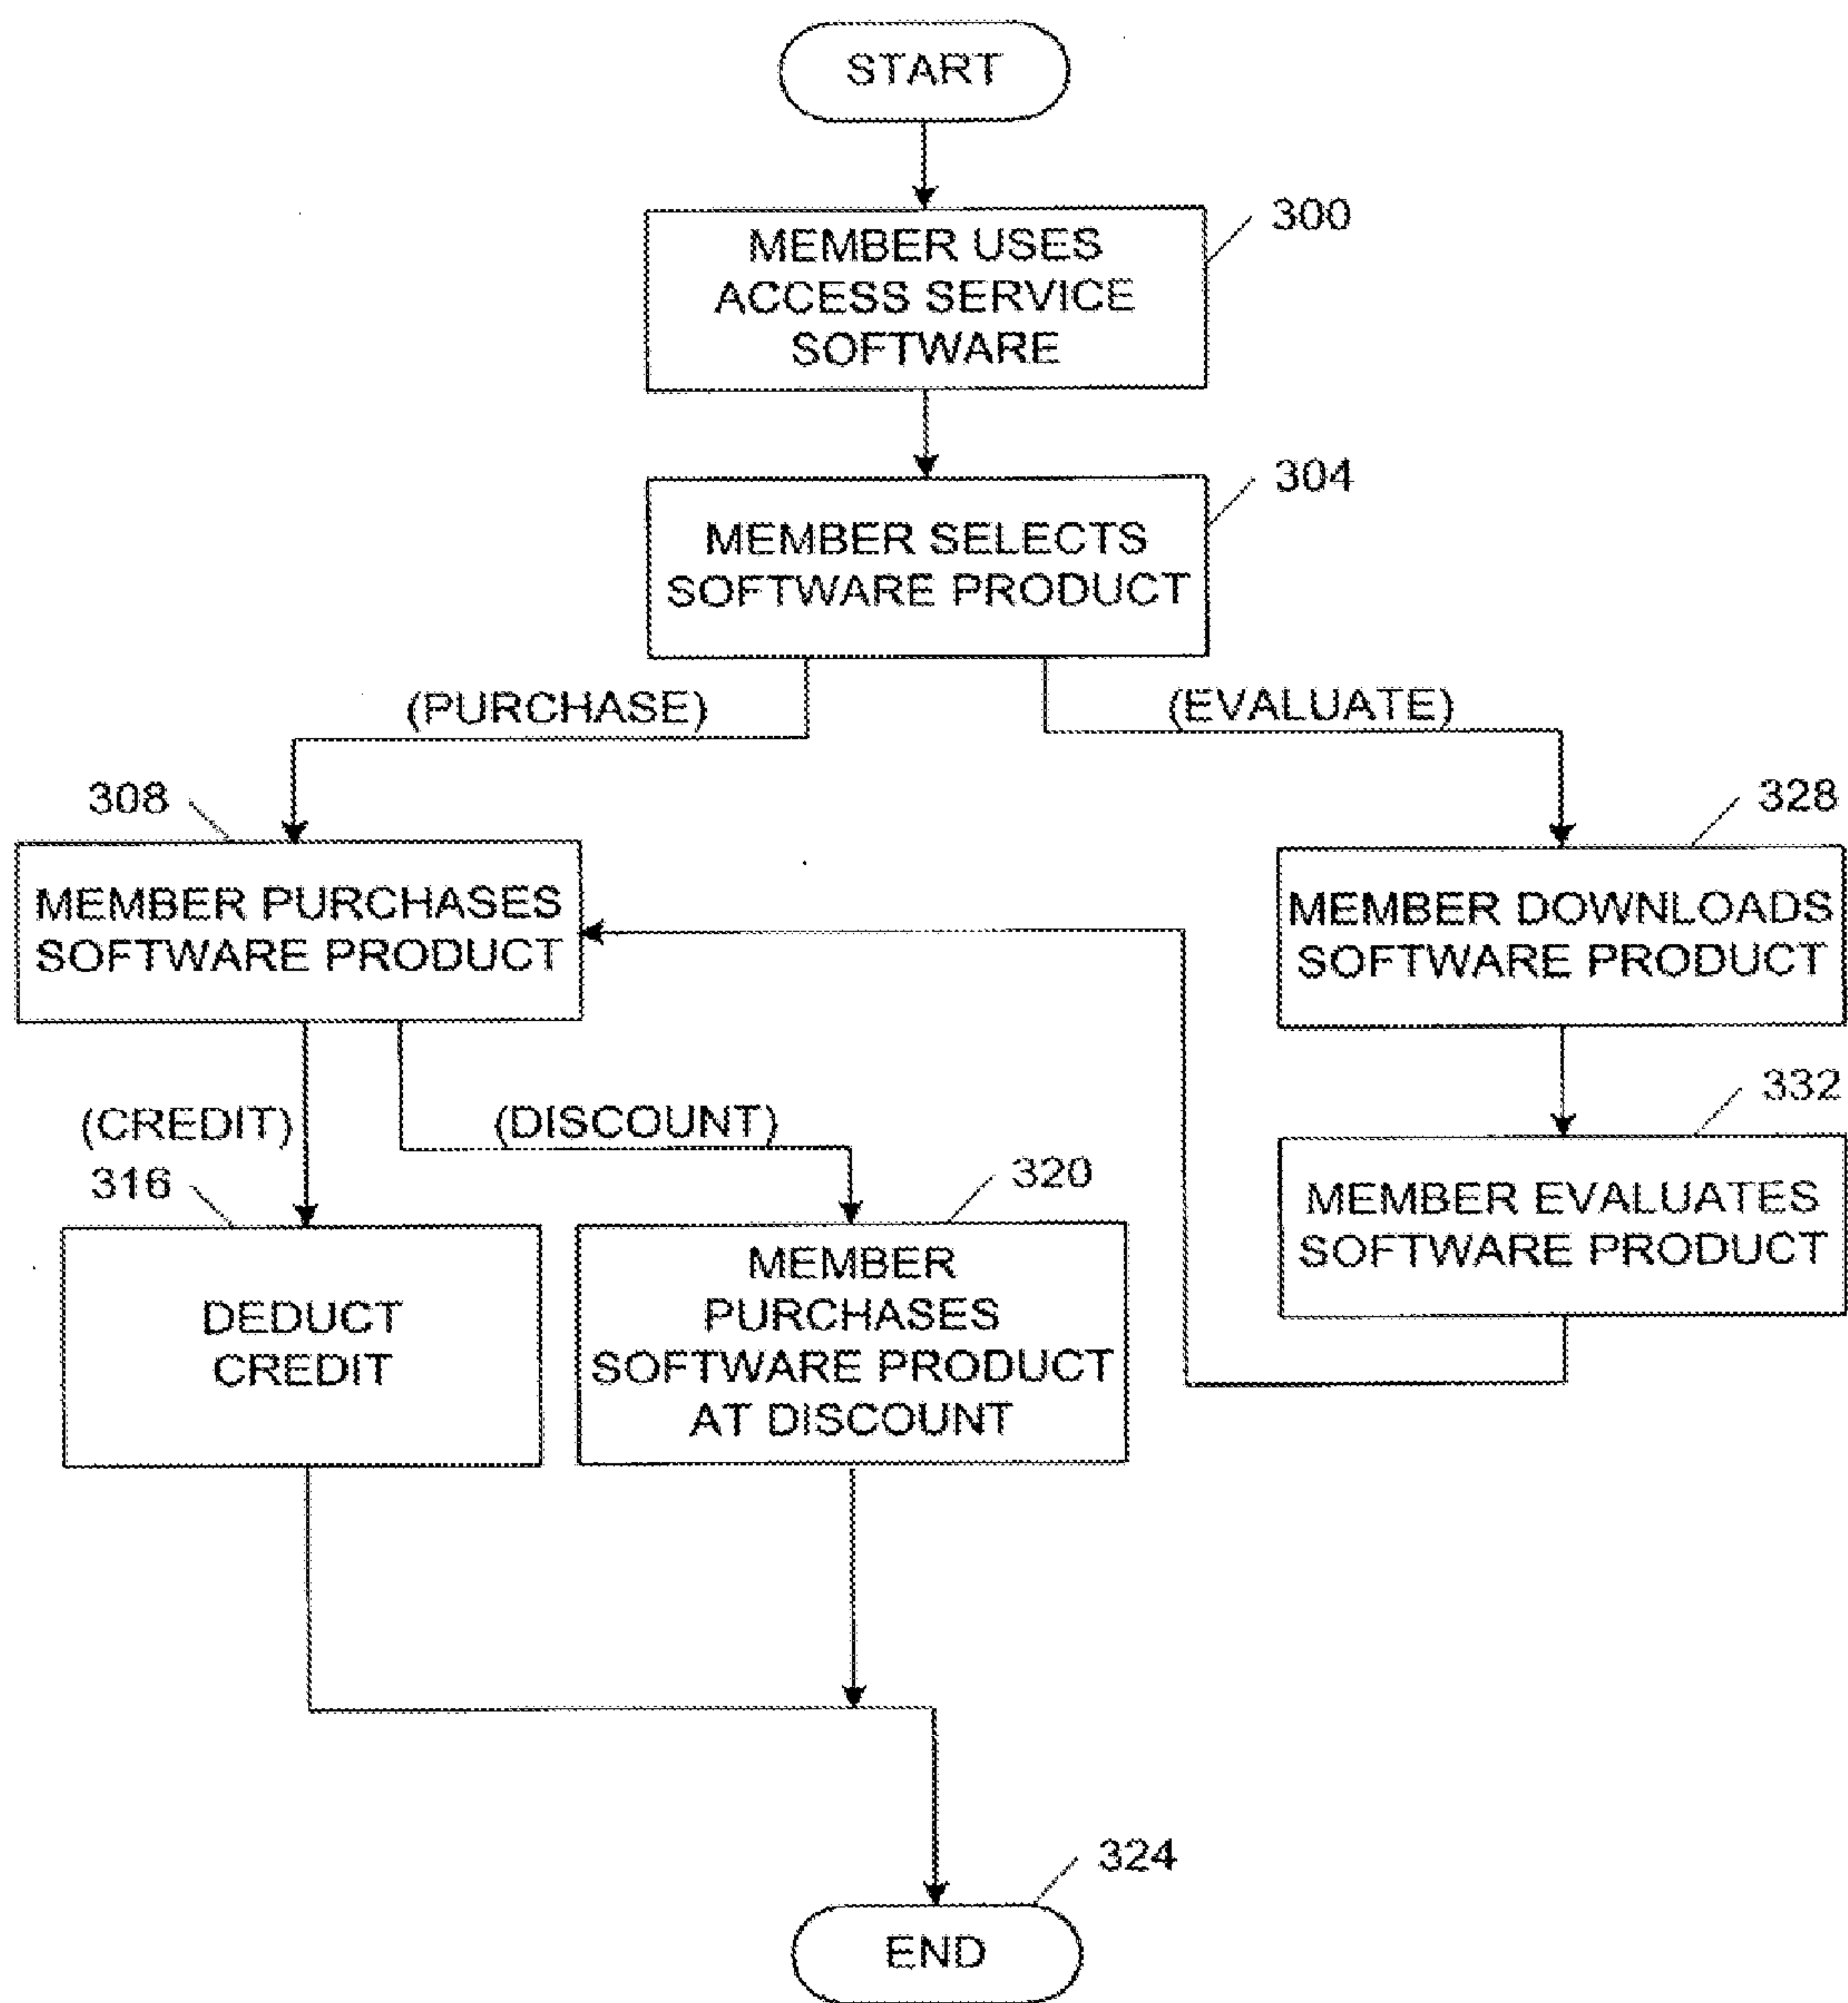 START
300
MEMBER USES
ACCESS SERVICE
SOFTWARE
304
MEMBER SELECTS
SOFTWARE PRODUCT
(PURCHASE)
(EVALUATE)
308
MEMBER PURCHASES
SOFTWARE PRODUCT
328
MEMBER DOWNLOADS
SOFTWARE PRODUCT
(CREDIT)
(DISCOUNT)
332
MEMBER EVALUATES
SOFTWARE PRODUCT
316
DEDUCT
CREDIT
320
MEMBER
PURCHASES
SOFTWARE PRODUCT
AT DISCOUNT
324
END